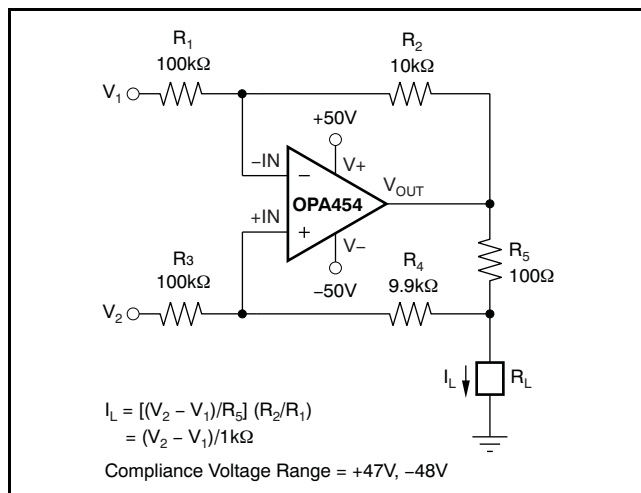 R1
100kΩ
R2
10kΩ
V1
+50V
–IN
V+
–
OPA454
VOUT
+IN
+
V–
R5
100Ω
R3
100kΩ
–50V
R4
9.9kΩ
V2
IL
RL
IL = [(V2 – V1)/R5] (R2/R1)
= (V2 – V1)/1kΩ
Compliance Voltage Range = +47V, –48V